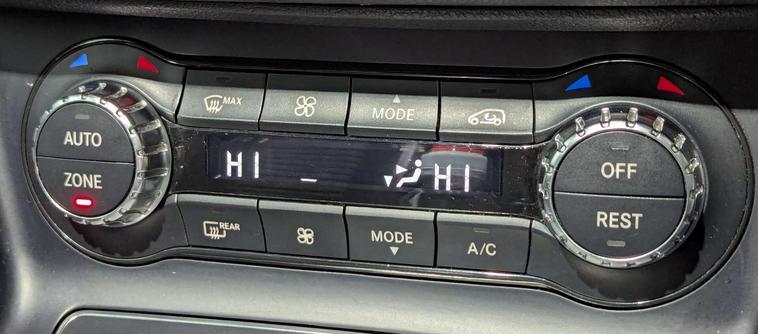 MAX
MODE
AUTO
ZONE
HI _ HI
OFF
REST
REAR
MODE
A/C